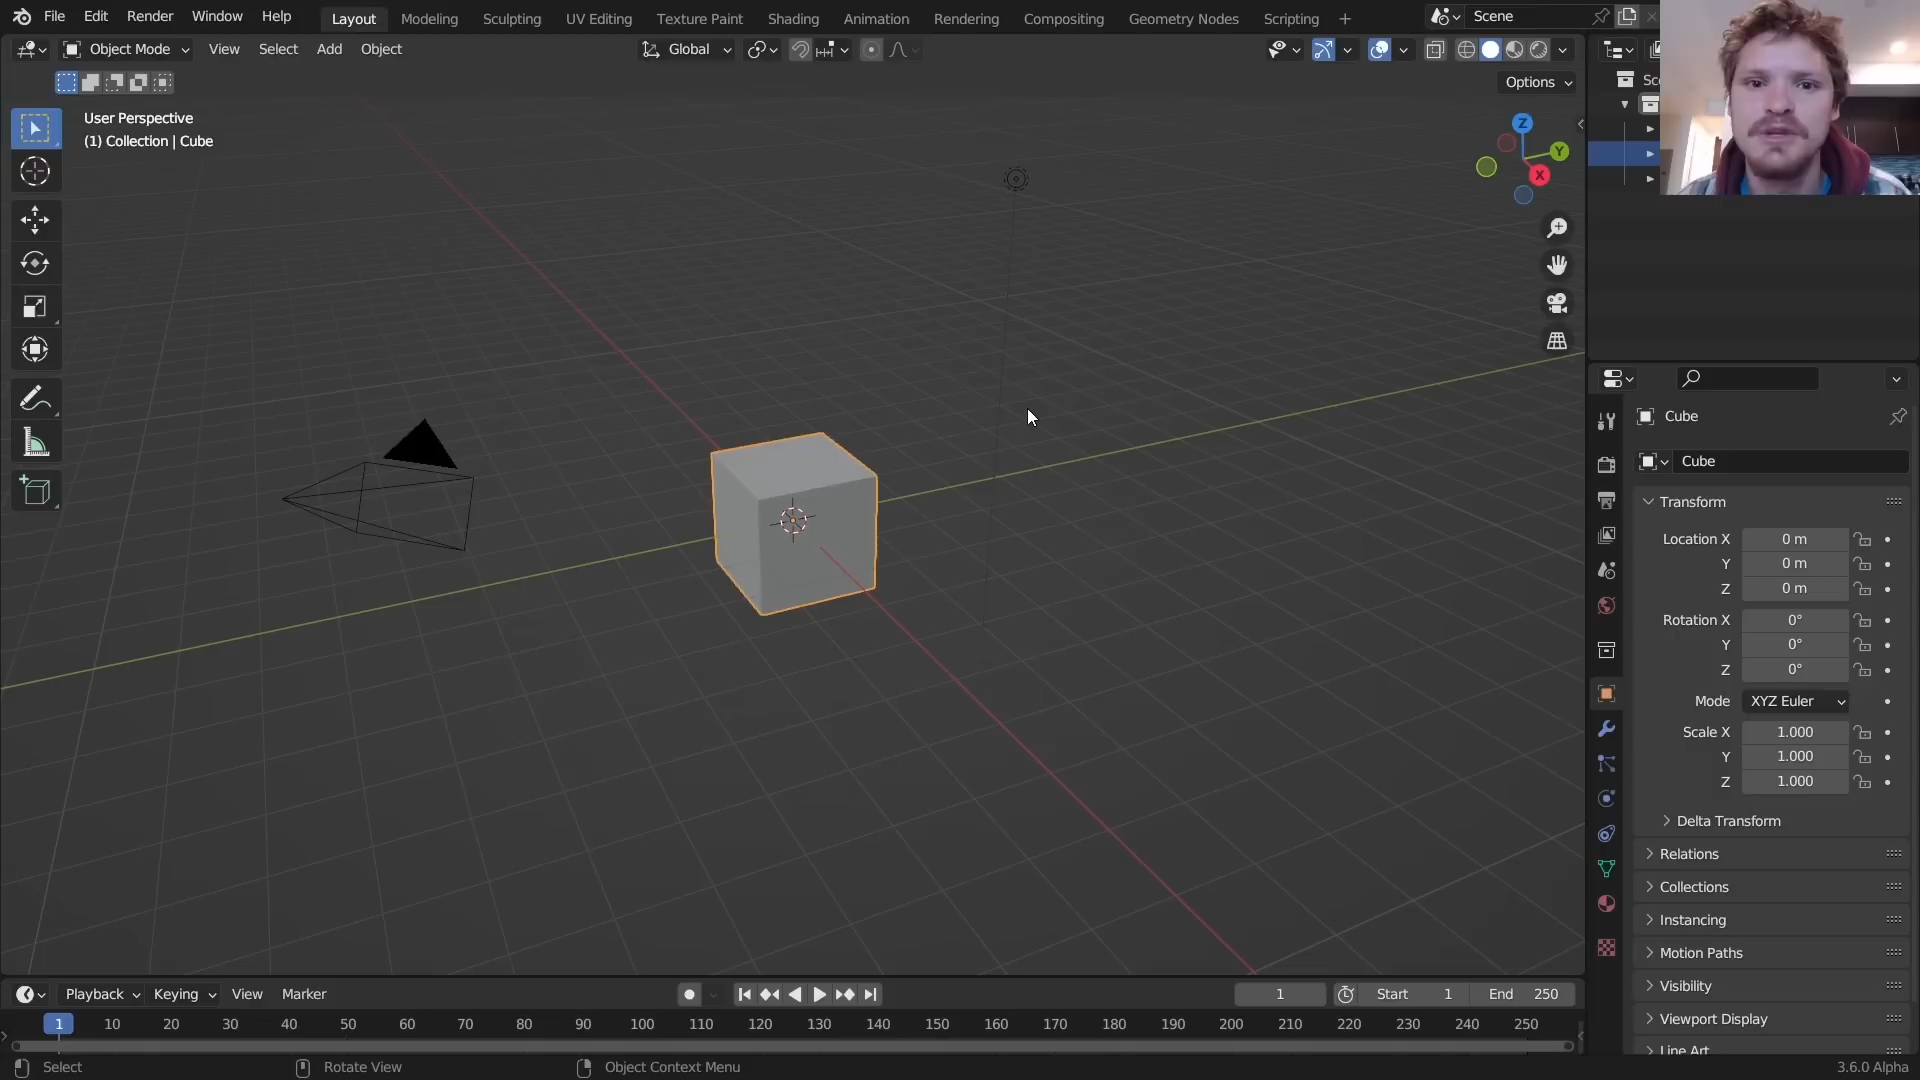 File Edit Render Window Help Layout Modeling Sculpting UV Editing Texture Paint Shading Animation Rendering Compositing Geometry Nodes Scripting + Scene
Object Mode View Select Add Object Global
Options
User Perspective
(1) Collection | Cube
Z
Y
X
Cube
Cube
Transform
Location X 0 m
Y 0 m
Z 0 m
Rotation X 0°
Y 0°
Z 0°
Mode XYZ Euler
Scale X 1.000
Y 1.000
Z 1.000
Delta Transform
Relations
Collections
Instancing
Motion Paths
Visibility
Viewport Display
Line Art
Playback Keying View Marker 1 Start 1 End 250
1 10 20 30 40 50 60 70 80 90 100 110 120 130 140 150 160 170 180 190 200 210 220 230 240 250
Select Rotate View Object Context Menu 3.6.0 Alpha